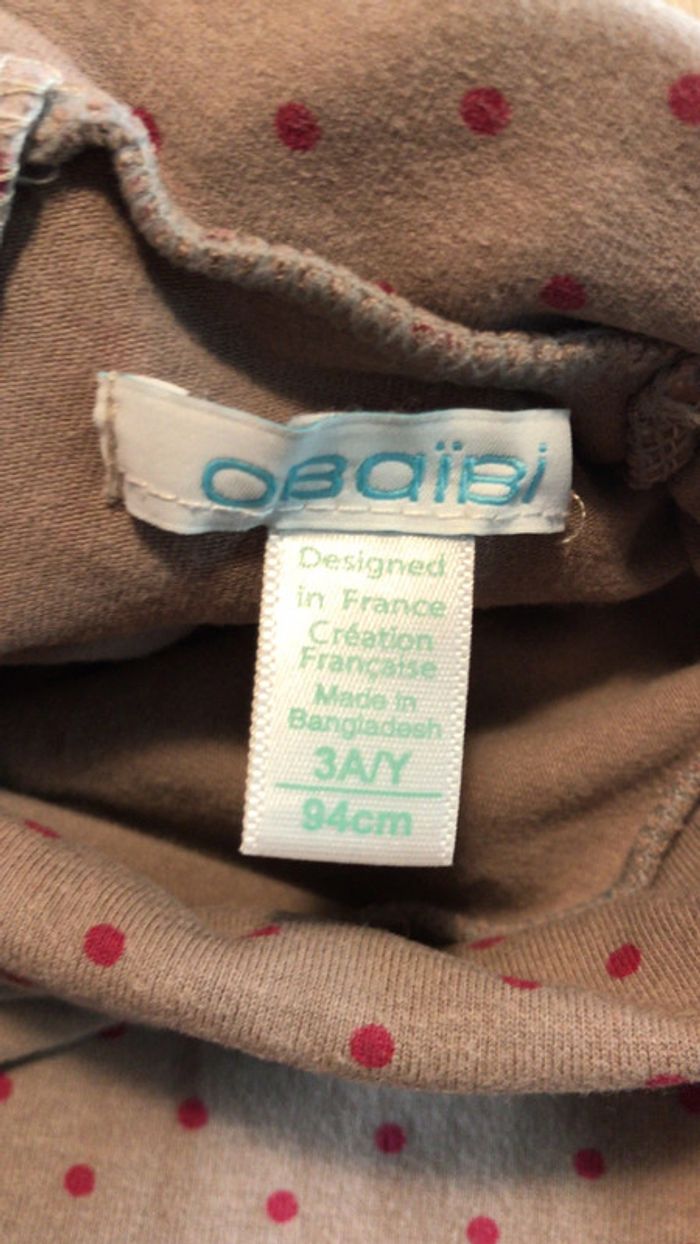 OBaïBi
Designed
in France
Création
Française
Made in
Bangladesh
3A/Y
94cm